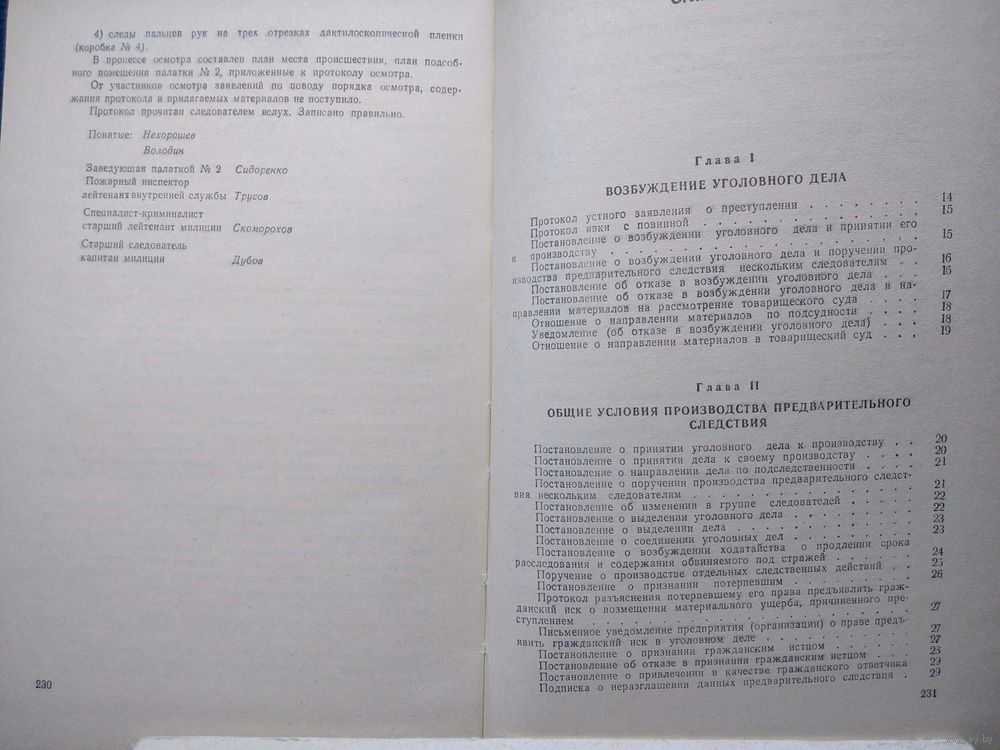 4) следы пальцев рук на трех отрезках дактилоскопической пленки
(коробка № 4).
В процессе осмотра составлен план места происшествия, план подсоб-
ного помещения палатки № 2, приложенные к протоколу осмотра.
От участников осмотра заявлений по поводу порядка осмотра, содер-
жания протокола и прилагаемых материалов не поступило.
Протокол прочитан следователем вслух. Записано правильно.
Понятые: Нехорошев
Володин
Заведующая палаткой № 2 Сидоренко
Пожарный инспектор
лейтенант внутренней службы Трусов
Специалист-криминалист
старший лейтенант милиции Скоморохов
Старший следователь
капитан милиции Дубов
230
Глава I
ВОЗБУЖДЕНИЕ УГОЛОВНОГО ДЕЛА
Протокол устного заявления о преступлении . . . . . . . . 14
Протокол явки с повинной . . . . . . . . . . . 15
Постановление о возбуждении уголовного дела и принятии его
к производству . . . . . . . . . . . . . . 15
Постановление о возбуждении уголовного дела и поручении про-
изводства предварительного следствия нескольким следователям . . 16
Постановление об отказе в возбуждении уголовного дела . . . 16
Постановление об отказе в возбуждении уголовного дела и на-
правлении материалов на рассмотрение товарищеского суда . . . . 17
Отношение о направлении материалов по подсудности . . . . 18
Уведомление (об отказе в возбуждении уголовного дела) . . . 18
Отношение о направлении материалов в товарищеский суд . . . 19
Глава II
ОБЩИЕ УСЛОВИЯ ПРОИЗВОДСТВА ПРЕДВАРИТЕЛЬНОГО
СЛЕДСТВИЯ
Постановление о принятии уголовного дела к производству . . 20
Постановление о принятии дела к своему производству . . . . 20
Постановление о направлении дела по подследственности . . . . 21
Постановление о поручении производства предварительного следст-
вия нескольким следователям . . . . . . . . . . . 21
Постановление об изменении в группе следователей . . . . . 22
Постановление о выделении уголовного дела . . . . . . . 22
Постановление о выделении дела . . . . . . . . . . 23
Постановление о соединении уголовных дел . . . . . . . 23
Постановление о возбуждении ходатайства о продлении срока
расследования и содержания обвиняемого под стражей . . . . . . 24
Поручение о производстве отдельных следственных действий . . 25
Постановление о признании потерпевшим . . . . . . . 26
Протокол разъяснения потерпевшему его права предъявлять граж-
данский иск о возмещении материального ущерба, причиненного пре-
ступлением . . . . . . . . . . . . . . . 27
Письменное уведомление предприятия (организации) о праве предъ-
явить гражданский иск в уголовном деле . . . . . . . . 27
Постановление о признании гражданским истцом . . . . . 27
Постановление об отказе в признании гражданским истцом . . . 28
Постановление о привлечении в качестве гражданского ответчика 29
Подписка о неразглашении данных предварительного следствия . 29
231